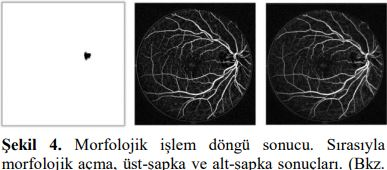 Şekil 4. Morfolojik işlem döngü sonucu. Sırasıyla
morfolojik açma, üst-şapka ve alt-şapka sonuçları. (Bkz.